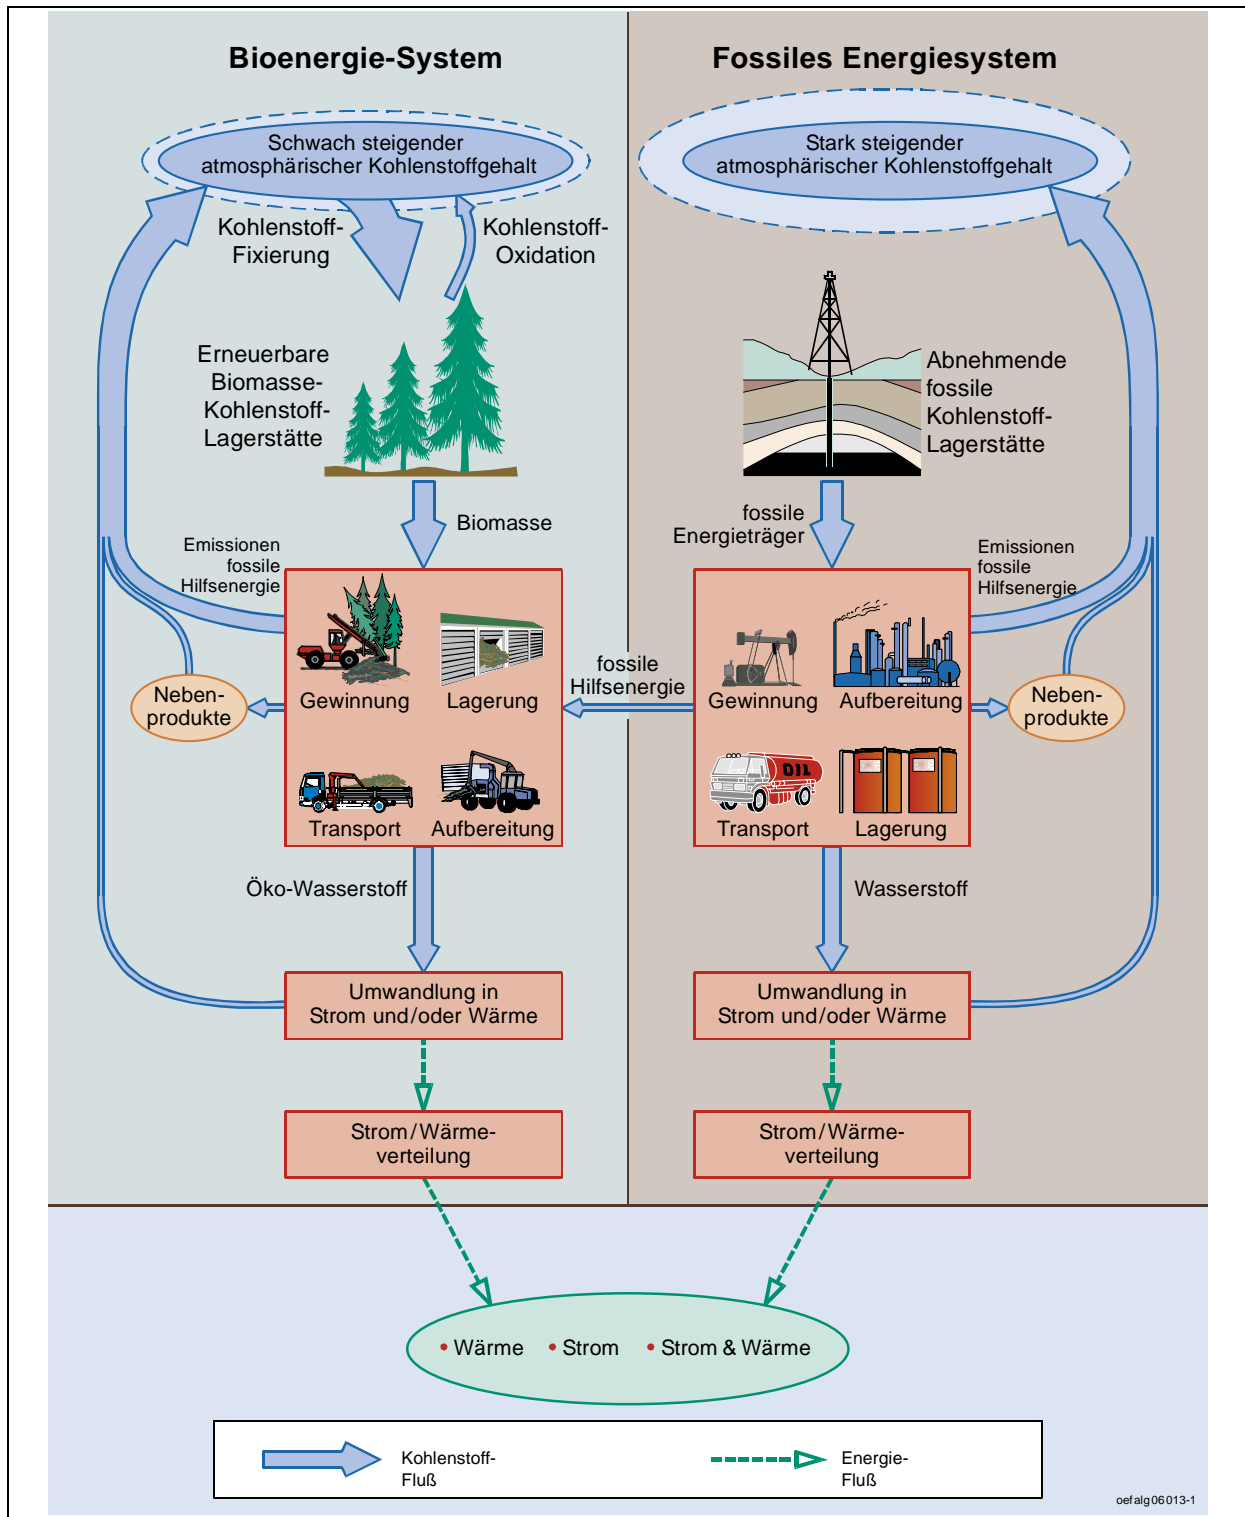 Bioenergie-System
Fossiles Energiesystem
Schwach steigender
atmosphärischer Kohlenstoffgehalt
Stark steigender
atmosphärischer Kohlenstoffgehalt
Kohlenstoff-
Fixierung
Kohlenstoff-
Oxidation
Erneuerbare
Biomasse-
Kohlenstoff-
Lagerstätte
Abnehmende
fossile
Kohlenstoff-
Lagerstätte
Biomasse
fossile
Energieträger
Emissionen
fossile
Hilfsenergie
Emissionen
fossile
Hilfsenergie
Gewinnung
Lagerung
fossile
Hilfsenergie
Gewinnung
Aufbereitung
Neben-
produkte
Neben-
produkte
OIL
Transport
Aufbereitung
Transport
Lagerung
Öko-Wasserstoff
Wasserstoff
Umwandlung in
Strom und/oder Wärme
Umwandlung in
Strom und/oder Wärme
Strom/Wärme-
verteilung
Strom/Wärme-
verteilung
• Wärme • Strom • Strom & Wärme
Kohlenstoff-
Fluß
Energie-
Fluß
oefalg06013-1